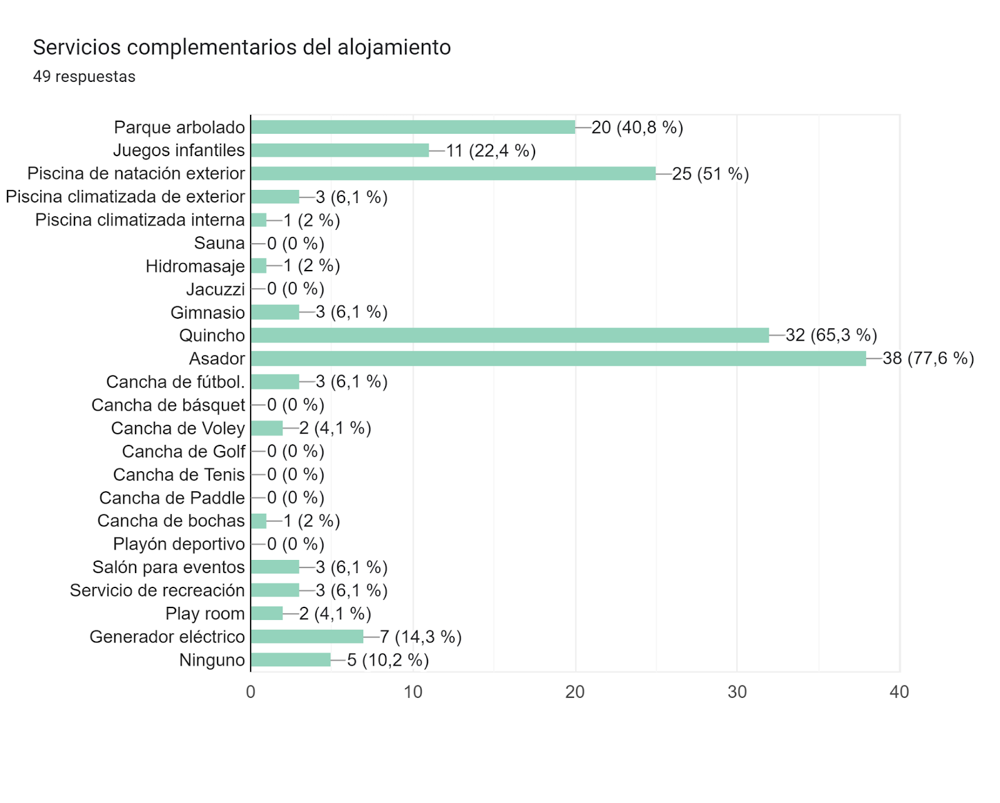 Servicios complementarios del alojamiento
49 respuestas
Parque arbolado 20 (40,8 %)
Juegos infantiles 11 (22,4 %)
Piscina de natación exterior 25 (51 %)
Piscina climatizada de exterior 3 (6,1 %)
Piscina climatizada interna 1 (2 %)
Sauna 0 (0 %)
Hidromasaje 1 (2 %)
Jacuzzi 0 (0 %)
Gimnasio 3 (6,1 %)
Quincho 32 (65,3 %)
Asador 38 (77,6 %)
Cancha de fútbol. 3 (6,1 %)
Cancha de básquet 0 (0 %)
Cancha de Voley 2 (4,1 %)
Cancha de Golf 0 (0 %)
Cancha de Tenis 0 (0 %)
Cancha de Paddle 0 (0 %)
Cancha de bochas 1 (2 %)
Playón deportivo 0 (0 %)
Salón para eventos 3 (6,1 %)
Servicio de recreación 3 (6,1 %)
Play room 2 (4,1 %)
Generador eléctrico 7 (14,3 %)
Ninguno 5 (10,2 %)
0 10 20 30 40